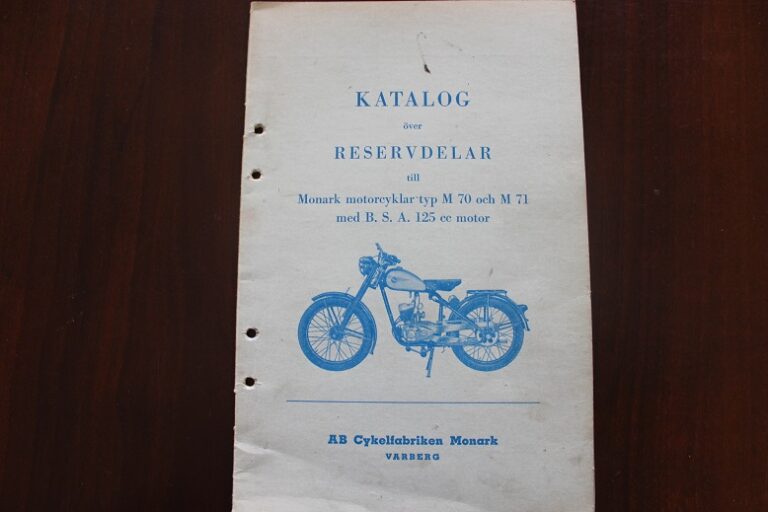 KATALOG
över
RESERVDELAR
till
Monark motorcyklar typ M 70 och M 71
med B. S. A. 125 cc motor
AB Cykelfabriken Monark
VARBERG